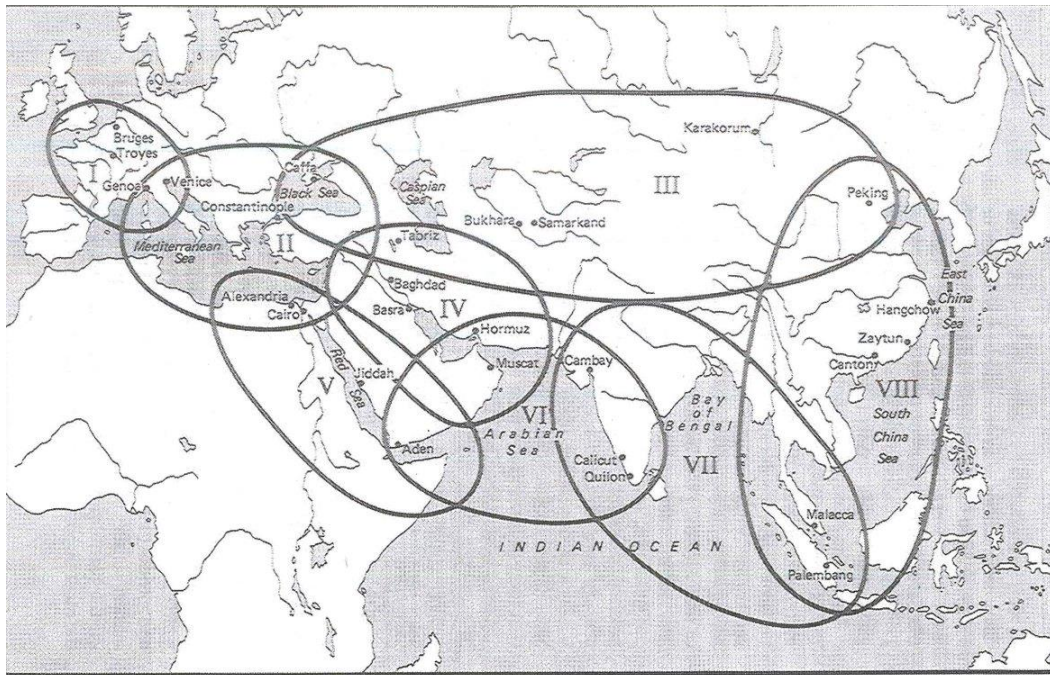 Karakorum
Bruges
Troyes
I
Genoa
Venice
Caffa
Black Sea
Caspian
Sea
III
Peking
Constantinople
Bukhara
Samarkand
II
Tabriz
Mediterranean
Sea
Baghdad
East
China
Sea
Alexandria
Cairo
Basra
IV
Hangchow
Hormuz
Zaytun
Canton
Red
Sea
V
Jiddah
Muscat
Cambay
VIII
Bay
of
Bengal
VI
Arabian
Sea
South
China
Sea
Aden
Calicut
Quilon
VII
Malacca
INDIAN OCEAN
Palembang